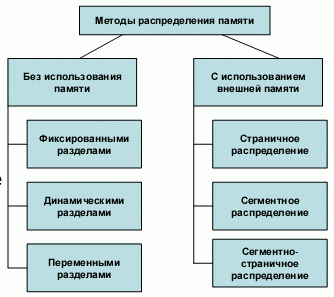 Методы распределения памяти
Без использования
памяти
Фиксированными
разделами
Динамическими
разделами
Переменными
разделами
С использованием
внешней памяти
Страничное
распределение
Сегментное
распределение
Сегментно-
страничное
распределение
е